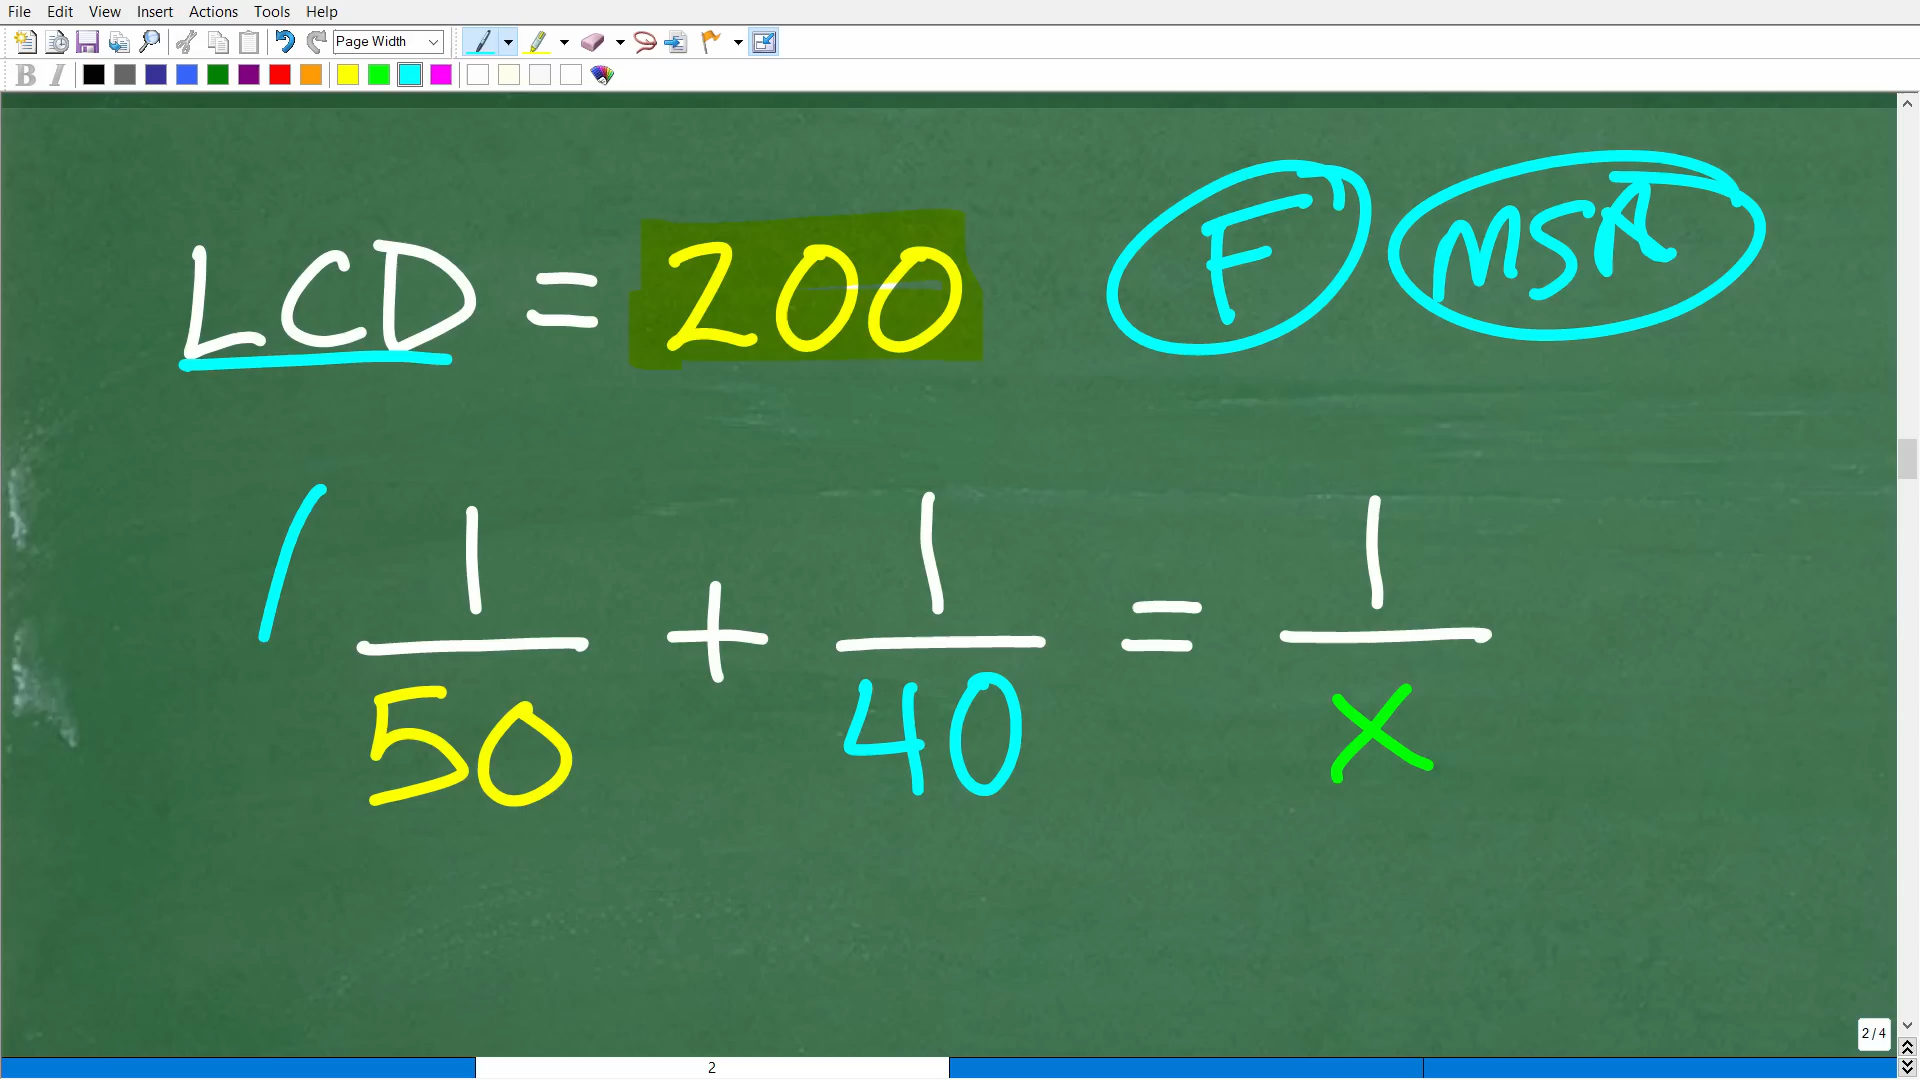 File Edit View Insert Actions Tools Help
Page Width
B I
LCD = 200
F
1/50 + 1/40 = 1/x
2 / 4
2